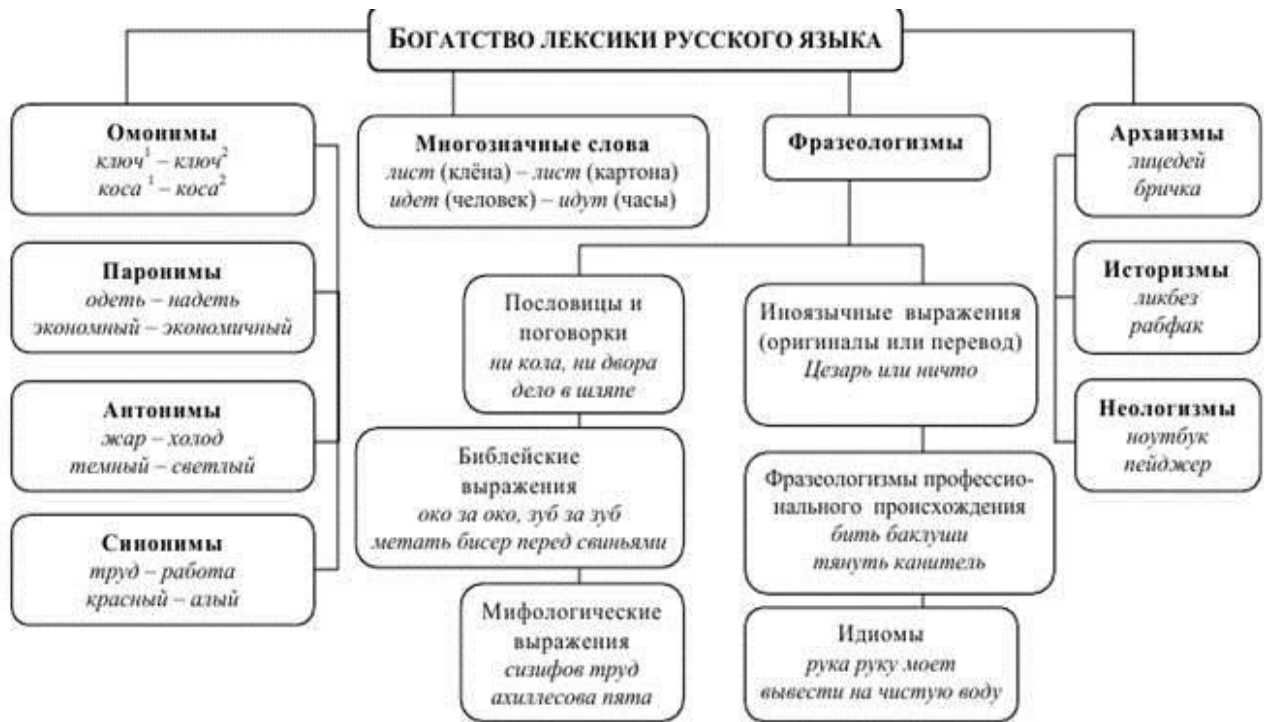 БОГАТСТВО ЛЕКСИКИ РУССКОГО ЯЗЫКА
Омонимы
ключ¹ – ключ²
коса ¹ – коса²
Паронимы
одеть – надеть
экономный – экономичный
Антонимы
жар – холод
темный – светлый
Синонимы
труд – работа
красный – алый
Многозначные слова
лист (клёна) – лист (картона)
идет (человек) – идут (часы)
Фразеологизмы
Пословицы и
поговорки
ни кола, ни двора
дело в шляпе
Библейские
выражения
око за око, зуб за зуб
метать бисер перед свиньями
Мифологические
выражения
сизифов труд
ахиллесова пята
Иноязычные выражения
(оригиналы или перевод)
Цезарь или ничто
Фразеологизмы профессио-
нального происхождения
бить баклуши
тянуть канитель
Идиомы
рука руку моет
вывести на чистую воду
Архаизмы
лицедей
бричка
Историзмы
ликбез
рабфак
Неологизмы
ноутбук
пейджер